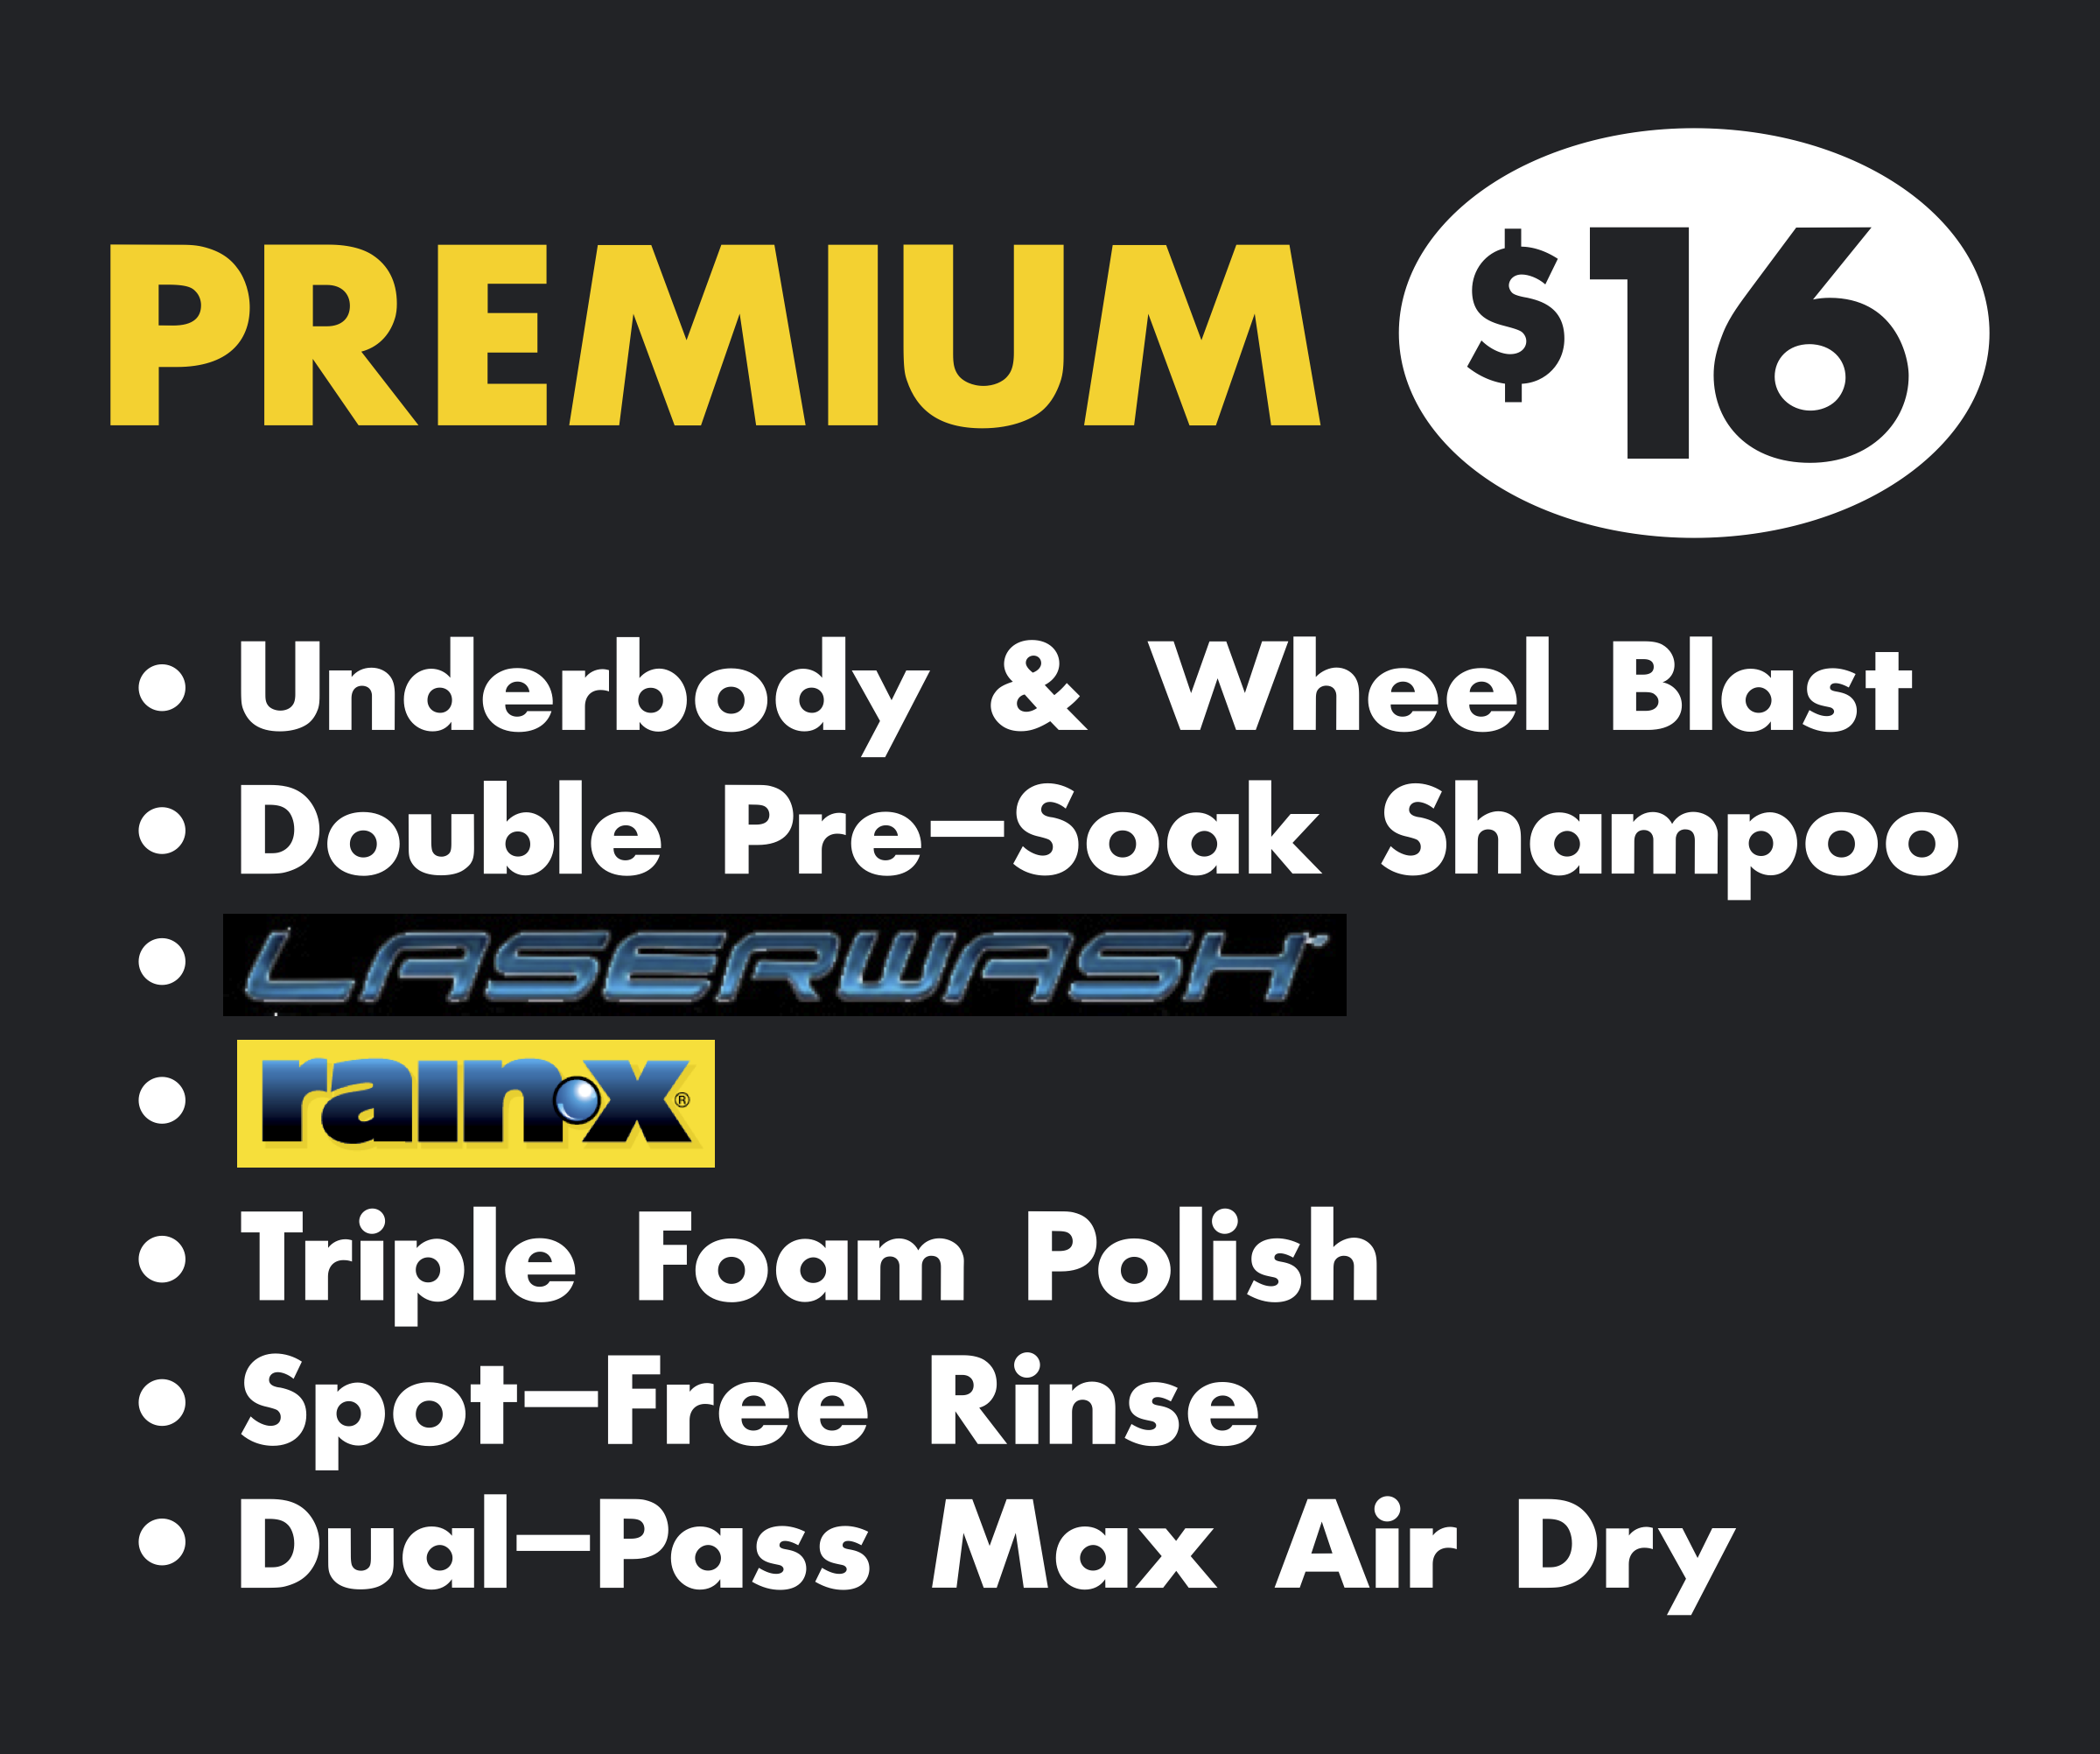 PREMIUM $16
• Underbody & Wheel Blast
• Double Pre—Soak Shampoo
• LASERWASH™
• rain-x®
• Triple Foam Polish
• Spot—Free Rinse
• Dual—Pass Max Air Dry